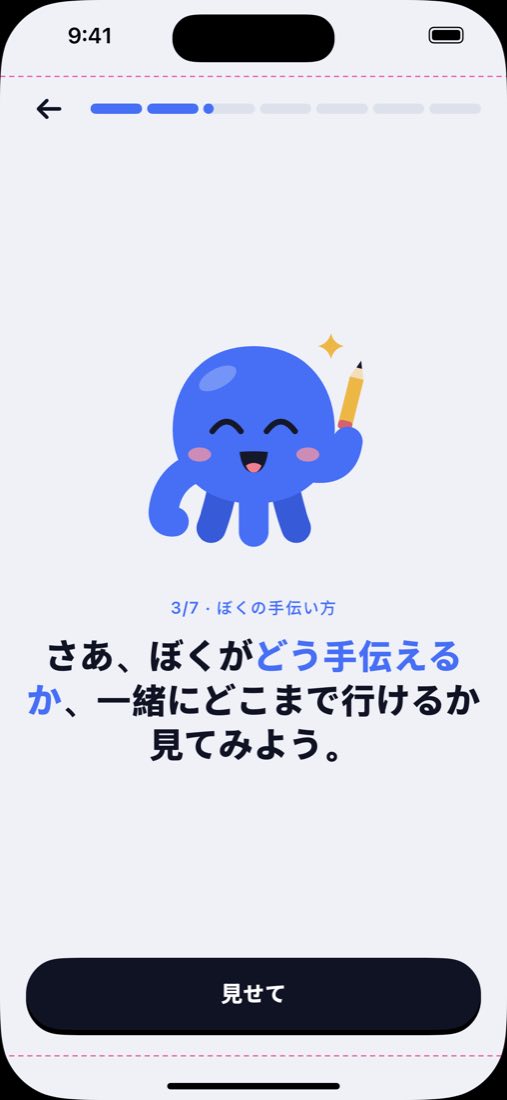 9:41
3/7 · ぼくの手伝い方
さあ、ぼくがどう手伝える
か、一緒にどこまで行けるか
見てみよう。
見せて